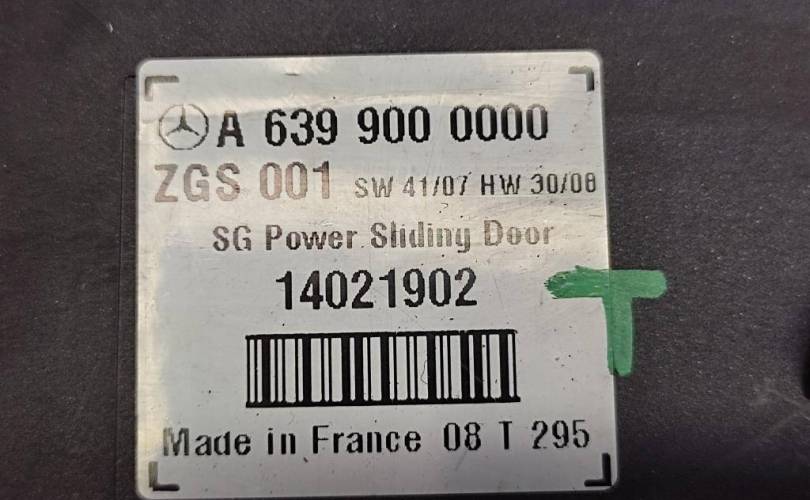 A 639 900 0000
ZGS 001 SW 41/07 HW 30/08
SG Power Sliding Door
14021902
Made in France 08 T 295
T